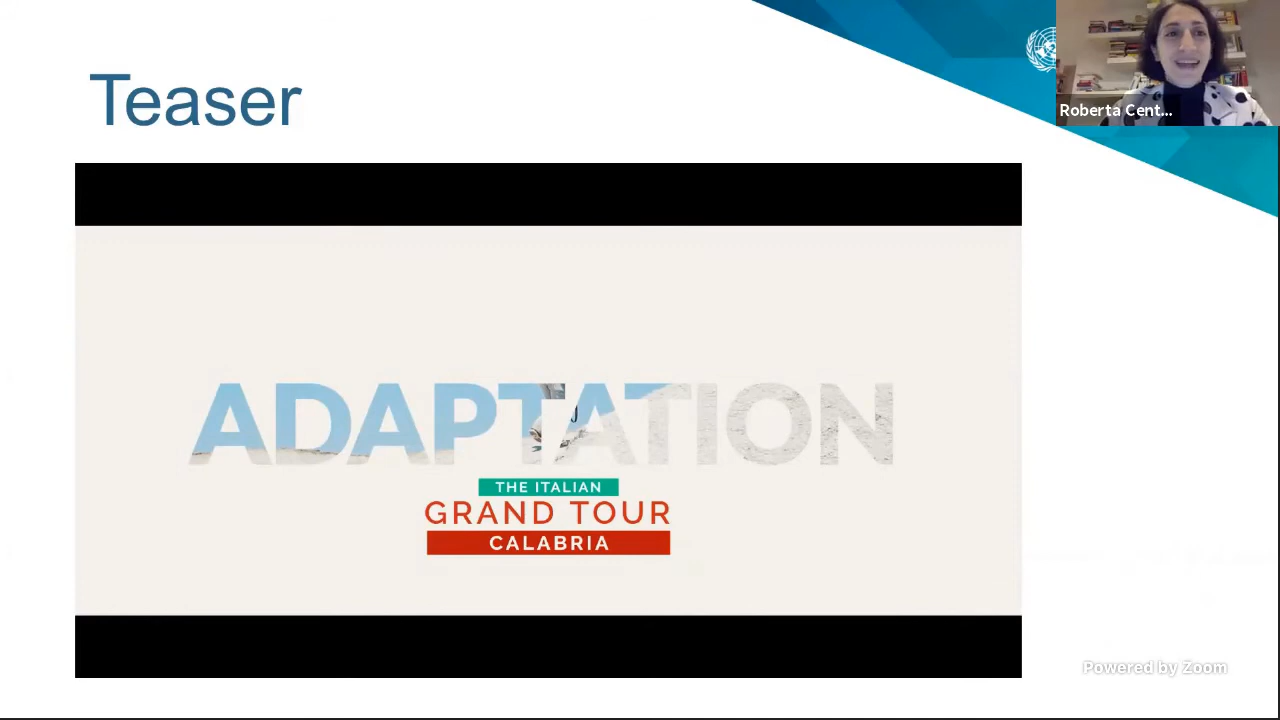 Teaser
Roberta Cent...
ADAPTATION
THE ITALIAN
GRAND TOUR
CALABRIA
Powered by Zoom